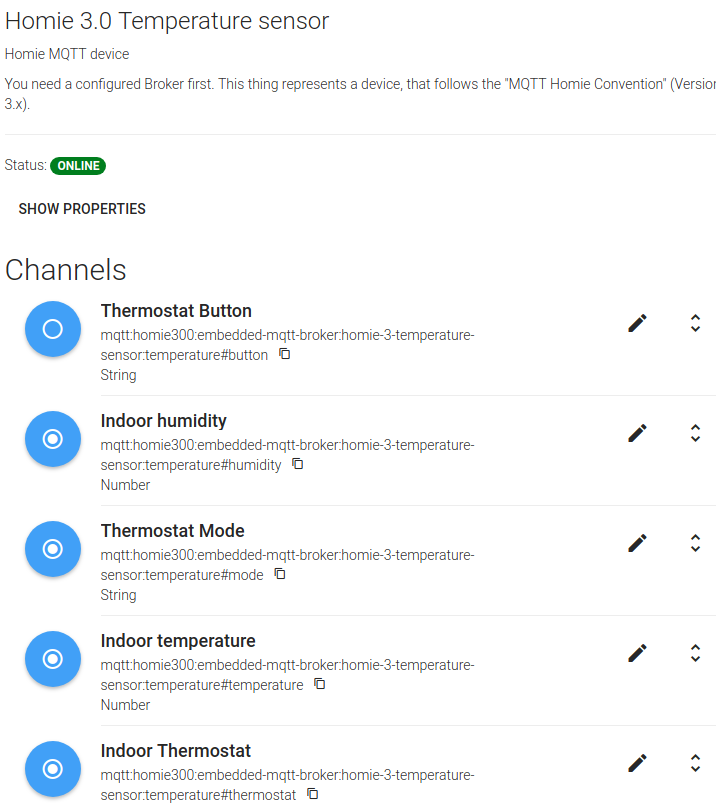 Homie 3.0 Temperature sensor
Homie MQTT device
You need a configured Broker first. This thing represents a device, that follows the "MQTT Homie Convention" (Version
3.x).
Status: ONLINE
SHOW PROPERTIES
Channels
Thermostat Button
mqtt:homie300:embedded-mqtt-broker:homie-3-temperature-
sensor:temperature#button
String
Indoor humidity
mqtt:homie300:embedded-mqtt-broker:homie-3-temperature-
sensor:temperature#humidity
Number
Thermostat Mode
mqtt:homie300:embedded-mqtt-broker:homie-3-temperature-
sensor:temperature#mode
String
Indoor temperature
mqtt:homie300:embedded-mqtt-broker:homie-3-temperature-
sensor:temperature#temperature
Number
Indoor Thermostat
mqtt:homie300:embedded-mqtt-broker:homie-3-temperature-
sensor:temperature#thermostat